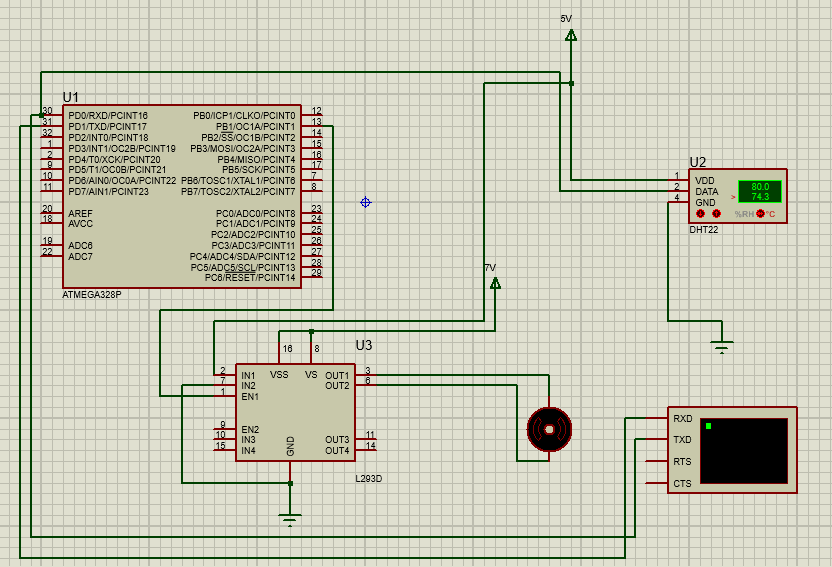 5V
U1
30 PD0/RXD/PCINT16 PB0/ICP1/CLKO/PCINT0 12
31 PD1/TXD/PCINT17 PB1/OC1A/PCINT1 13
32 PD2/INT0/PCINT18 PB2/SS/OC1B/PCINT2 14
1 PD3/INT1/OC2B/PCINT19 PB3/MOSI/OC2A/PCINT3 15
2 PD4/T0/XCK/PCINT20 PB4/MISO/PCINT4 16
9 PD5/T1/OC0B/PCINT21 PB5/SCK/PCINT5 17
10 PD6/AIN0/OC0A/PCINT22 PB6/TOSC1/XTAL1/PCINT6 7
11 PD7/AIN1/PCINT23 PB7/TOSC2/XTAL2/PCINT7 8
20 AREF PC0/ADC0/PCINT8 23
18 AVCC PC1/ADC1/PCINT9 24
PC2/ADC2/PCINT10 25
19 ADC6 PC3/ADC3/PCINT11 26
22 ADC7 PC4/ADC4/SDA/PCINT12 27
PC5/ADC5/SCL/PCINT13 28
PC6/RESET/PCINT14 29
ATMEGA328P
U2
1 VDD
2 DATA
4 GND
80.0
> 74.3
%RH °C
DHT22
7V
U3
16 8
VSS VS
2 IN1 OUT1 3
7 IN2 OUT2 6
1 EN1
9 EN2
10 IN3 OUT3 11
15 IN4 OUT4 14
GND
L293D
RXD
TXD
RTS
CTS